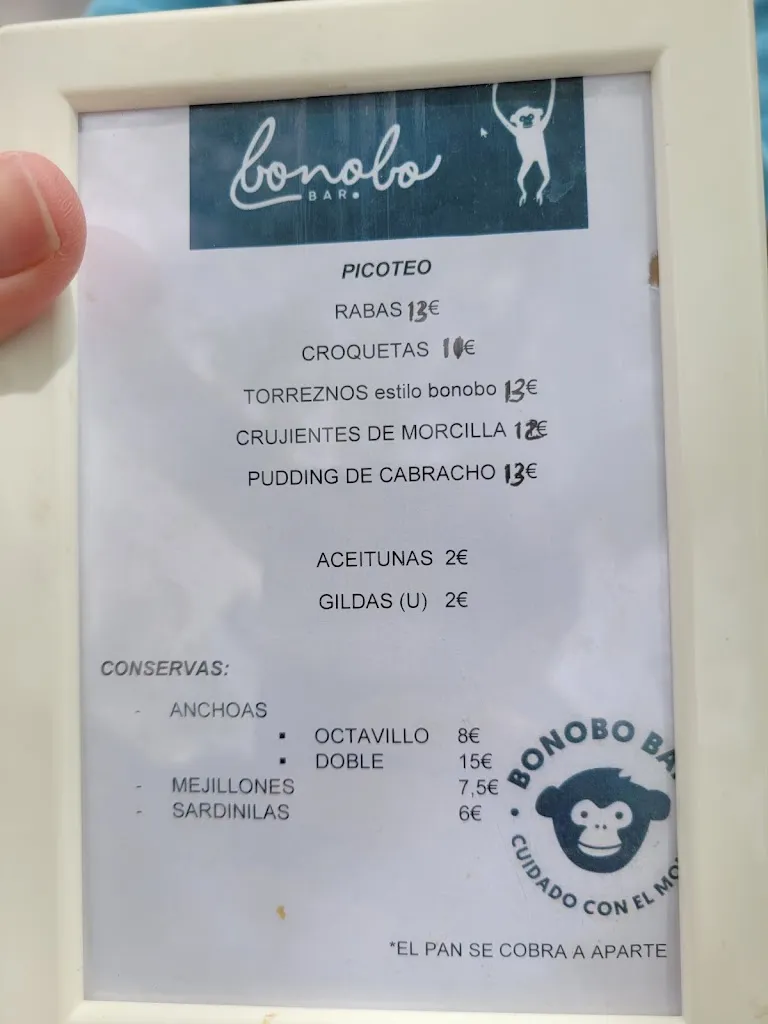 bonobo
BAR.
PICOTEO
RABAS 13€
CROQUETAS €
TORREZNOS estilo bonobo 13€
CRUJIENTES DE MORCILLA 12€
PUDDING DE CABRACHO 13€
ACEITUNAS 2€
GILDAS (U) 2€
CONSERVAS:
- ANCHOAS
▪ OCTAVILLO 8€
▪ DOBLE 15€
- MEJILLONES 7,5€
- SARDINILAS 6€
BONOBO BA
• CUIDADO CON EL MO
*EL PAN SE COBRA A APARTE